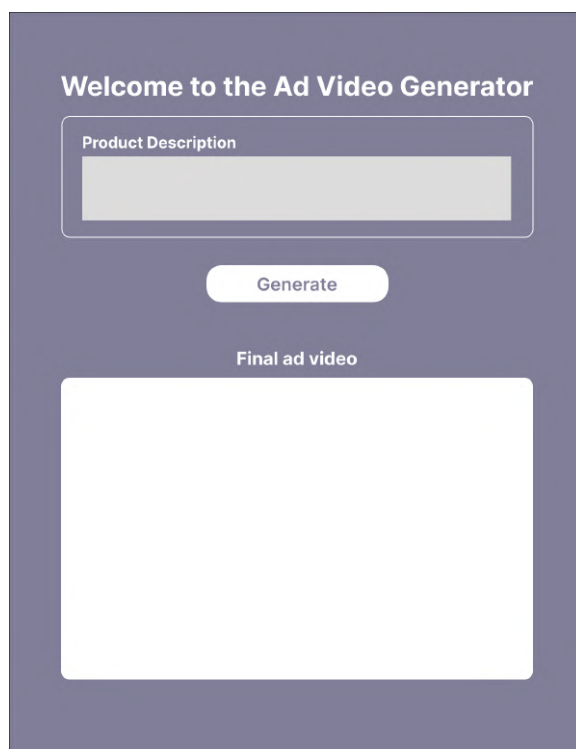 Welcome to the Ad Video Generator
Product Description
Generate
Final ad video